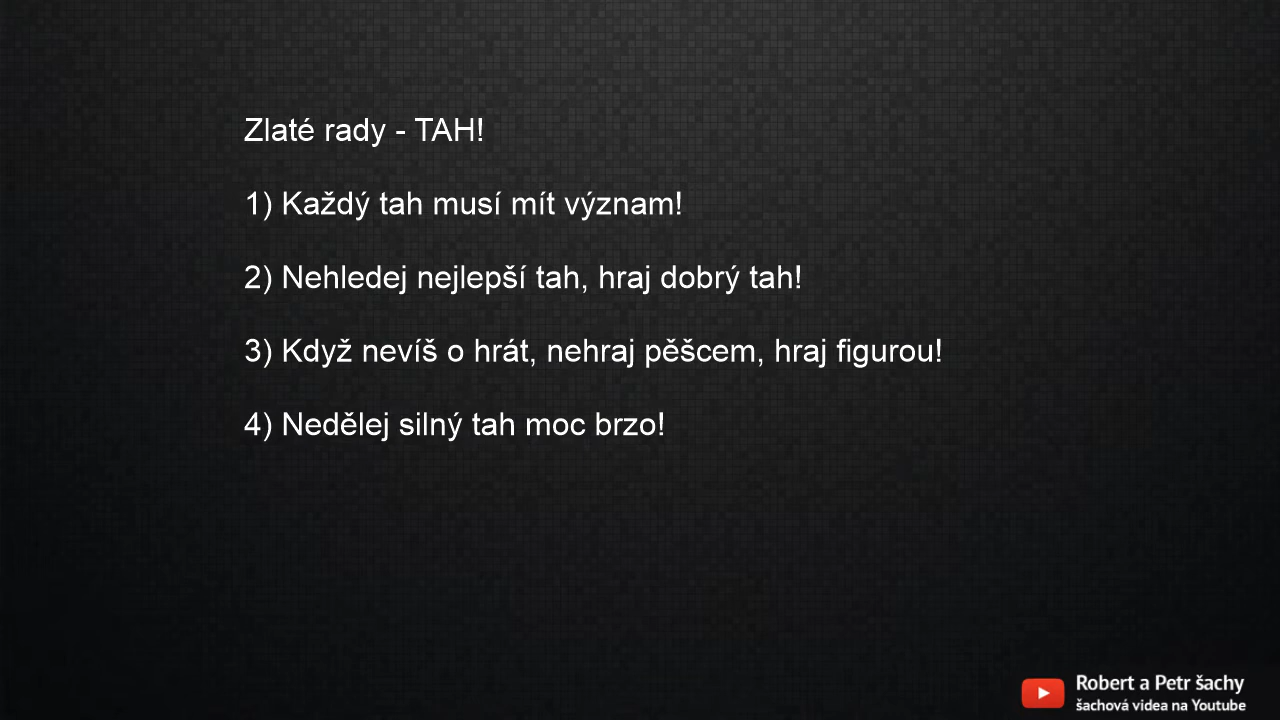 Zlaté rady - TAH!
1) Každý tah musí mít význam!
2) Nehledej nejlepší tah, hraj dobrý tah!
3) Když nevíš o hrát, nehraj pěšcem, hraj figurou!
4) Nedělej silný tah moc brzo!
Robert a Petr šachy
šachová videa na Youtube